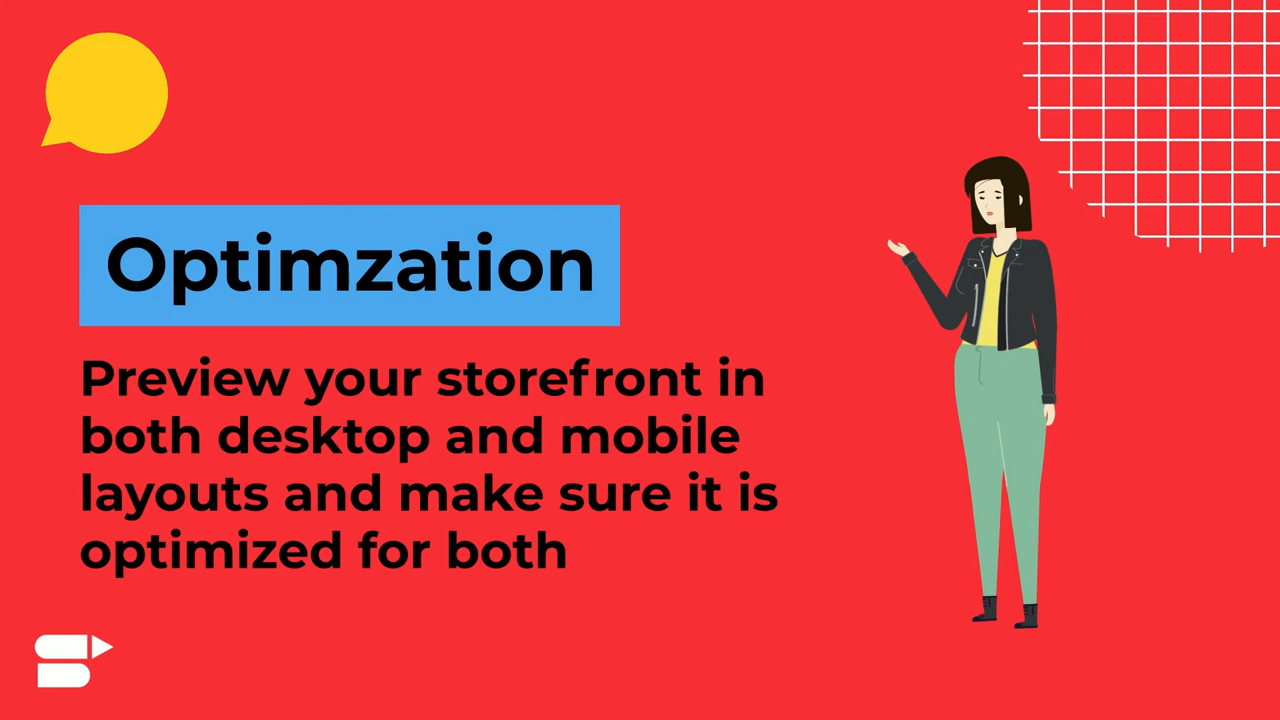 Optimzation
Preview your storefront in
both desktop and mobile
layouts and make sure it is
optimized for both